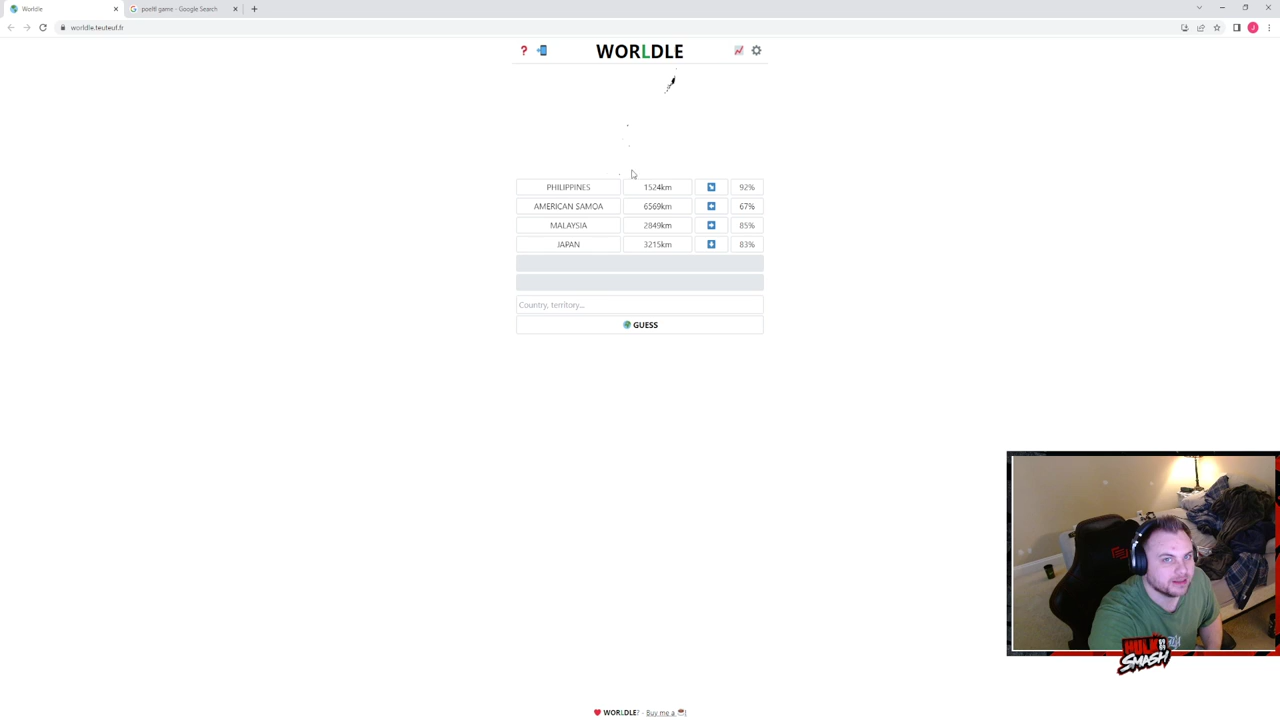 Worldle
poeltl game - Google Search
worldle.teuteuf.fr
J
WORLDLE
PHILIPPINES 1524km 92%
AMERICAN SAMOA 6569km 67%
MALAYSIA 2849km 85%
JAPAN 3215km 83%
Country, territory...
GUESS
HULK
SMASH
WORLDLE? - Buy me a